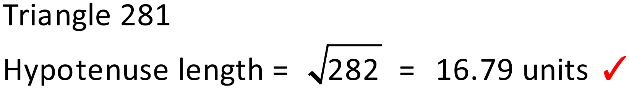 Triangle 281
Hypotenuse length = √282 = 16.79 units ✓